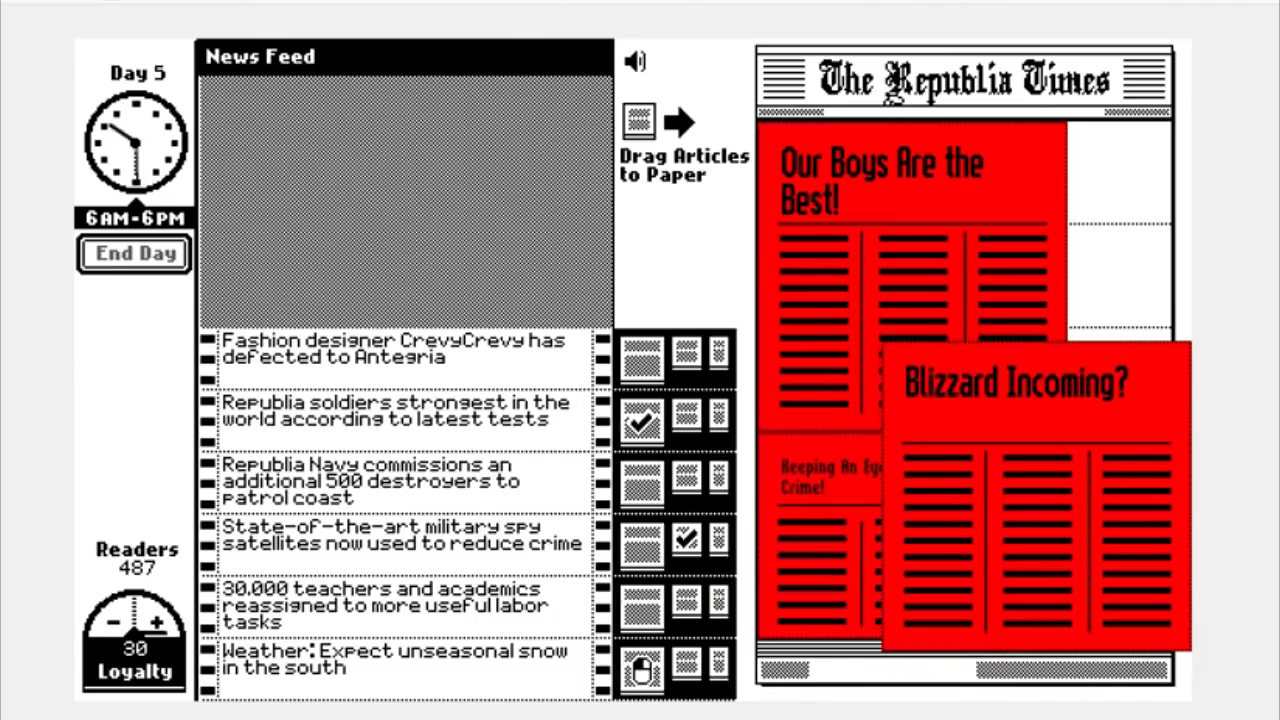 Day 5
6AM-6PM
End Day
Readers
487
30
Loyalty
News Feed
Fashion designer CrevyCrevy has
defected to Antegria
Republia soldiers strongest in the
world according to latest tests
Republia Navy commissions an
additional 500 destroyers to
patrol coast
State-of-the-art military spy
satellites now used to reduce crime
30,000 teachers and academics
reassigned to more useful labor
tasks
Weather: Expect unseasonal snow
in the south
Drag Articles
to Paper
The Republia Times
Our Boys Are the
Best!
Keeping An Eye
Crime!
Blizzard Incoming?